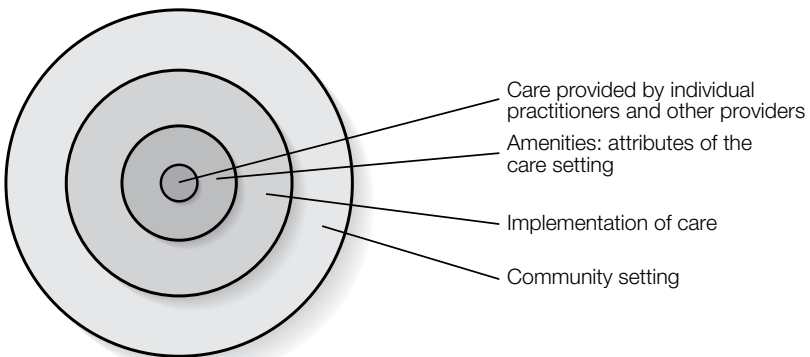 Care provided by individual
practitioners and other providers
Amenities: attributes of the
care setting
Implementation of care
Community setting